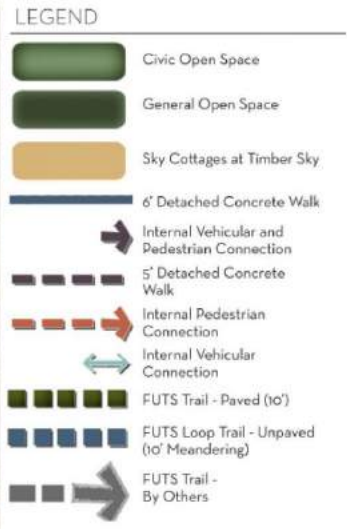 LEGEND
Civic Open Space
General Open Space
Sky Cottages at Timber Sky
6' Detached Concrete Walk
Internal Vehicular and
Pedestrian Connection
5' Detached Concrete
Walk
Internal Pedestrian
Connection
Internal Vehicular
Connection
FUTS Trail - Paved (10')
FUTS Loop Trail - Unpaved
(10' Meandering)
FUTS Trail -
By Others